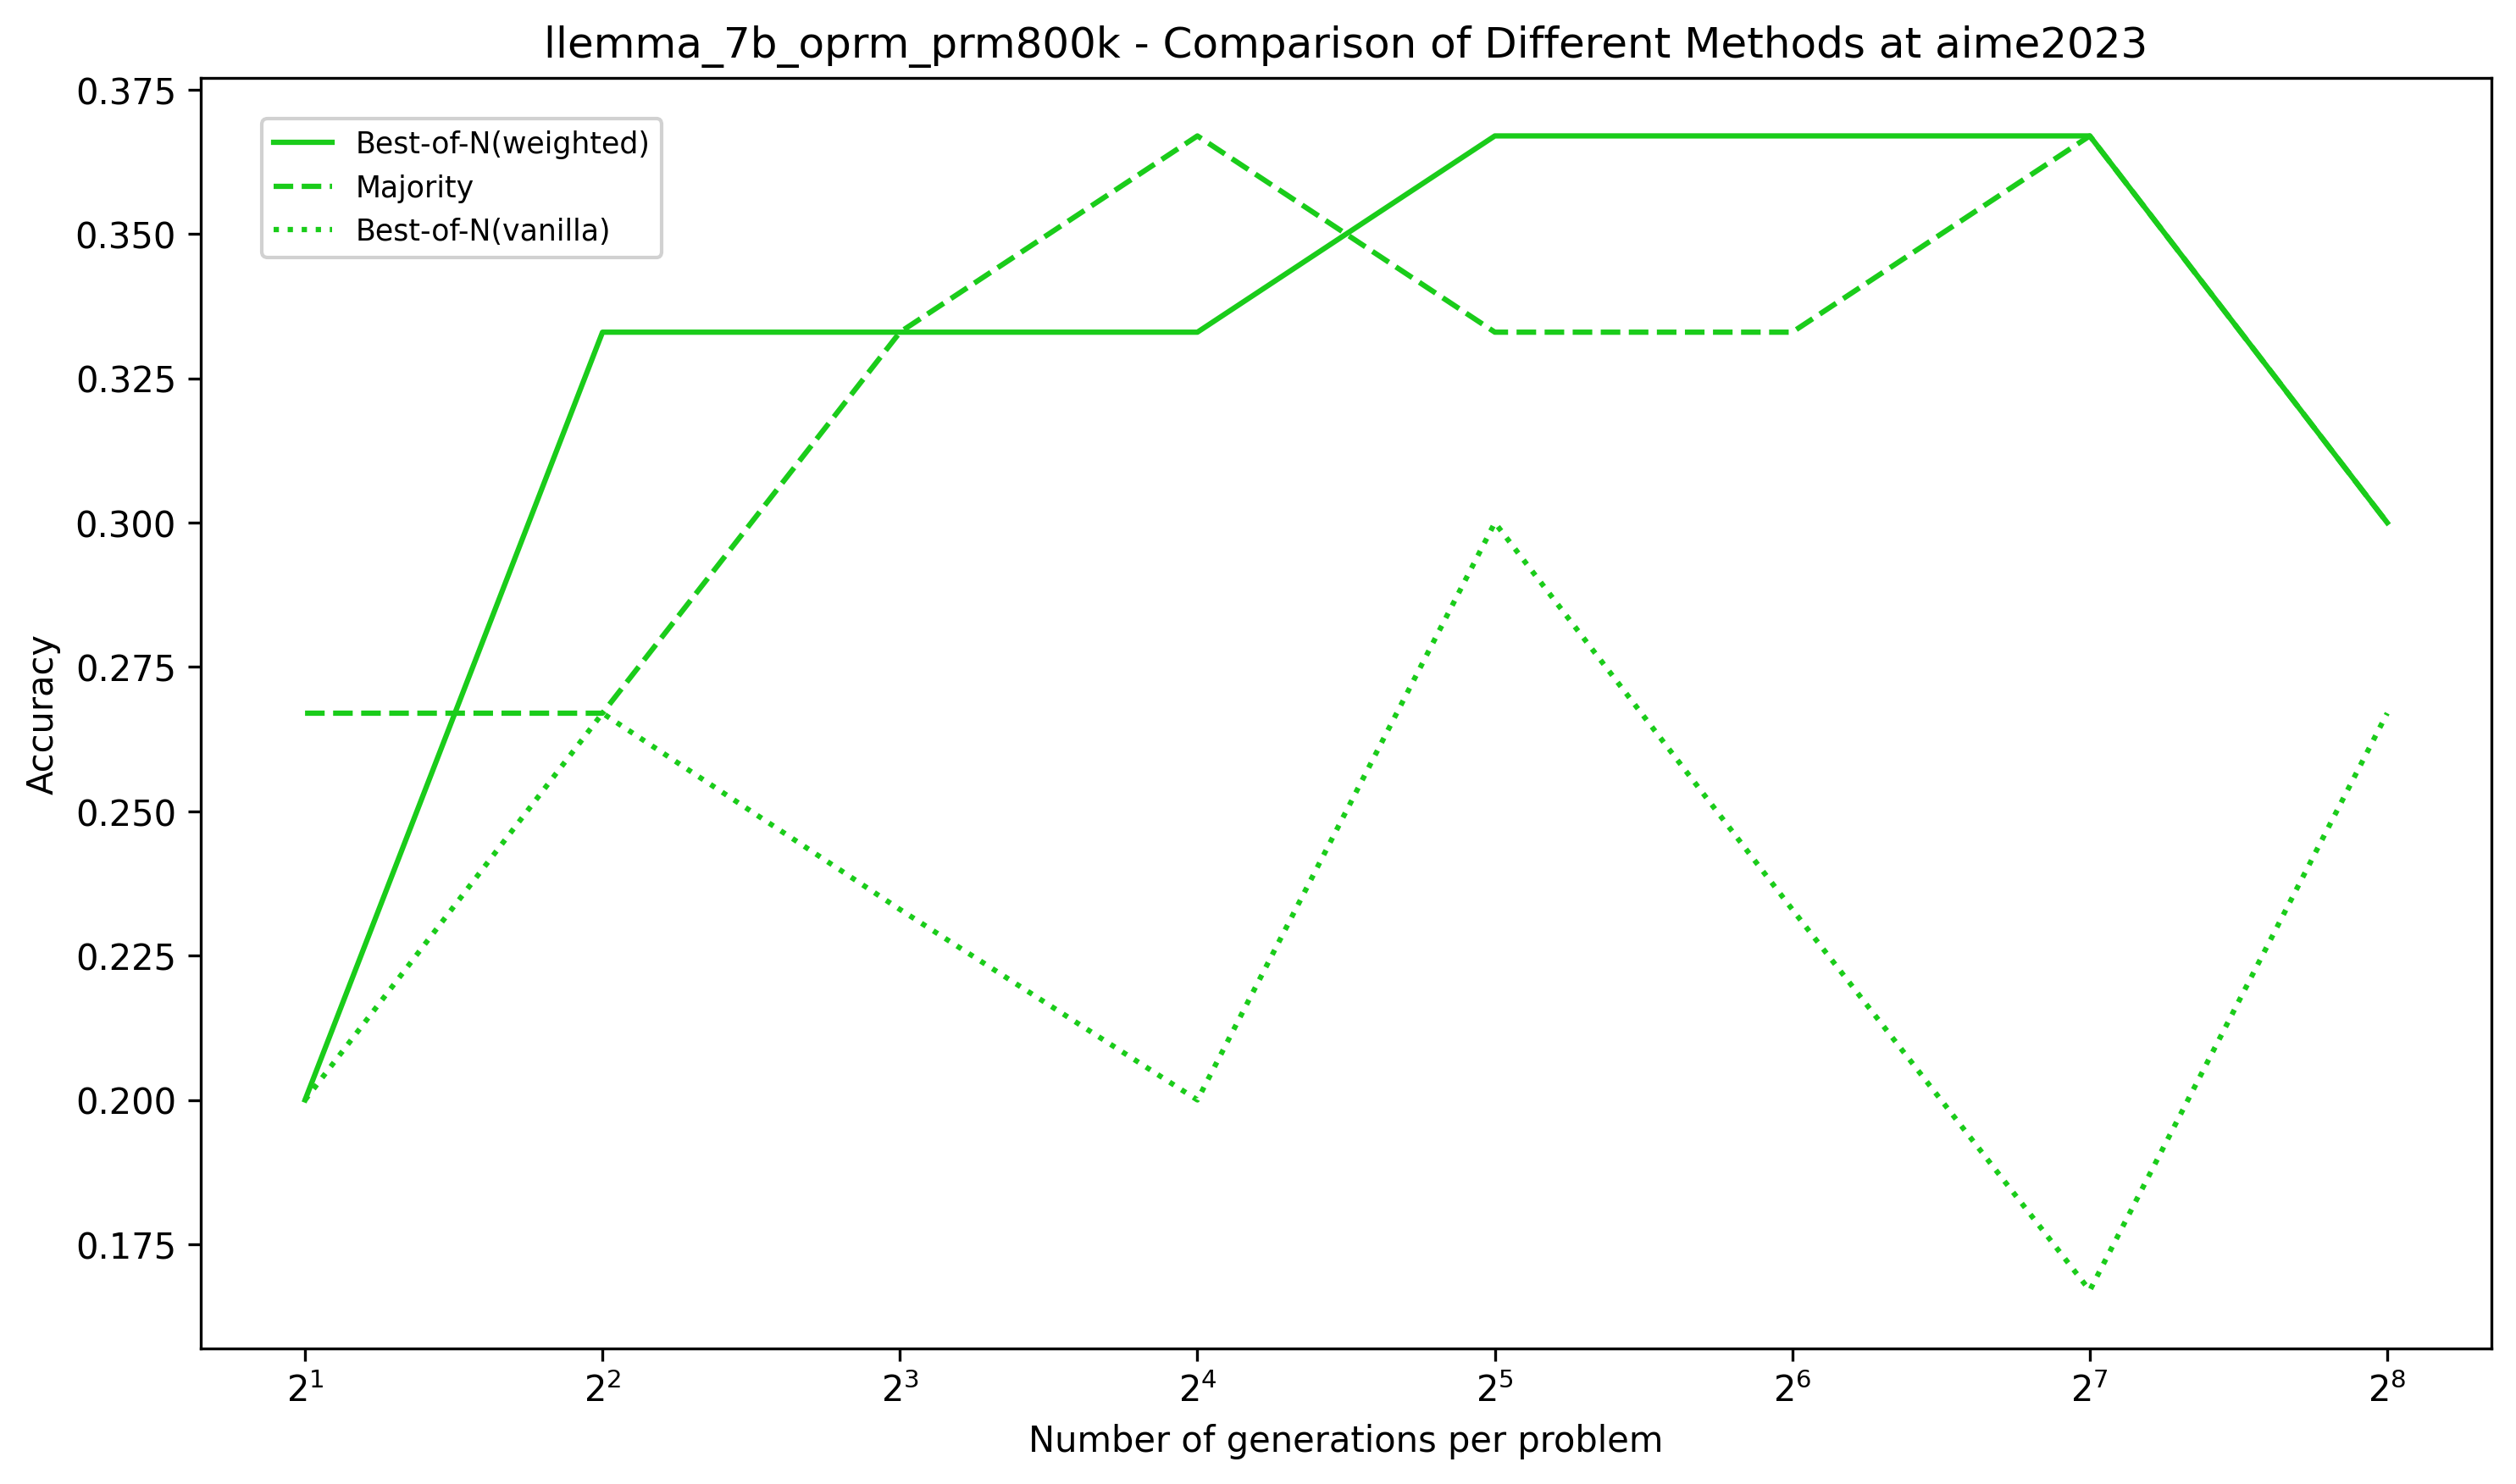 llemma_7b_oprm_prm800k - Comparison of Different Methods at aime2023
0.375
0.350
0.325
0.300
0.275
0.250
0.225
0.200
0.175
Accuracy
Best-of-N(weighted)
Majority
Best-of-N(vanilla)
2¹ 2² 2³ 2⁴ 2⁵ 2⁶ 2⁷ 2⁸
Number of generations per problem